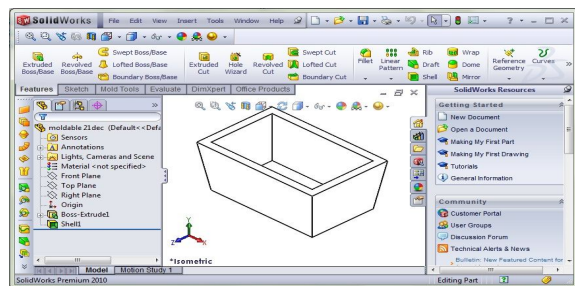 SolidWorks File Edit View Insert Tools Window Help
Extruded Boss/Base
Revolved Boss/Base
Swept Boss/Base
Lofted Boss/Base
Boundary Boss/Base
Extruded Cut
Hole Wizard
Revolved Cut
Swept Cut
Lofted Cut
Boundary Cut
Fillet
Linear Pattern
Rib
Draft
Shell
Wrap
Dome
Mirror
Reference Geometry
Curves
Features Sketch Mold Tools Evaluate DimXpert Office Products
moldable 21dec (Default<<Defa
Sensors
Annotations
Lights, Cameras and Scene
Material <not specified>
Front Plane
Top Plane
Right Plane
Origin
Boss-Extrude1
Shell1
Y
Z
X
*Isometric
SolidWorks Resources
Getting Started
New Document
Open a Document
Making My First Part
Making My First Drawing
Tutorials
General Information
Community
Customer Portal
User Groups
Discussion Forum
Technical Alerts & News
Bulletin: New Featured Content for
Model Motion Study 1
SolidWorks Premium 2010
Editing Part